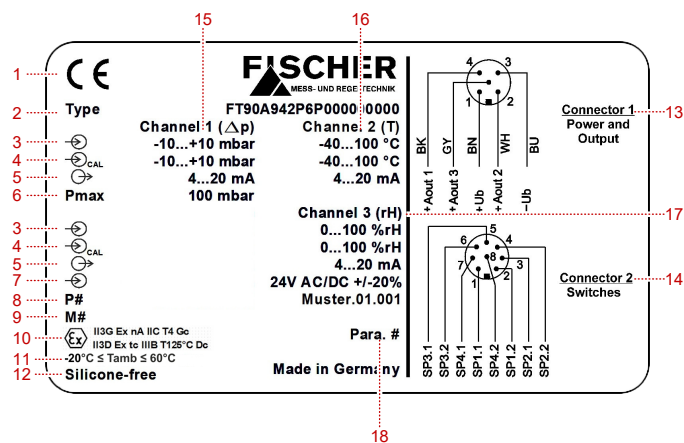 15
16
1
CE
FISCHER
MESS- UND REGELTECHNIK
2
Type
FT90A942P6P000000000
Channel 1 (Δp)
Channel 2 (T)
3
-10...+10 mbar
-40...100 °C
4
CAL
-10...+10 mbar
-40...100 °C
5
4...20 mA
4...20 mA
6
Pmax
100 mbar
Channel 3 (rH)
17
3
0...100 %rH
4
CAL
0...100 %rH
5
4...20 mA
7
24V AC/DC +/-20%
8
P#
Muster.01.001
9
M#
10
Ex
II3G Ex nA IIC T4 Gc
II3D Ex tc IIIB T125°C Dc
Para. #
11
-20°C ≤ Tamb ≤ 60°C
12
Silicone-free
Made in Germany
18
4
3
1
2
BK
GY
BN
WH
BU
+Aout 1
+Aout 3
+Ub
+Aout 2
−Ub
Connector 1
13
Power and
Output
5
6
4
7
8
3
1
2
SP3.1
SP3.2
SP4.1
SP1.1
SP4.2
SP1.2
SP2.1
SP2.2
Connector 2
14
Switches